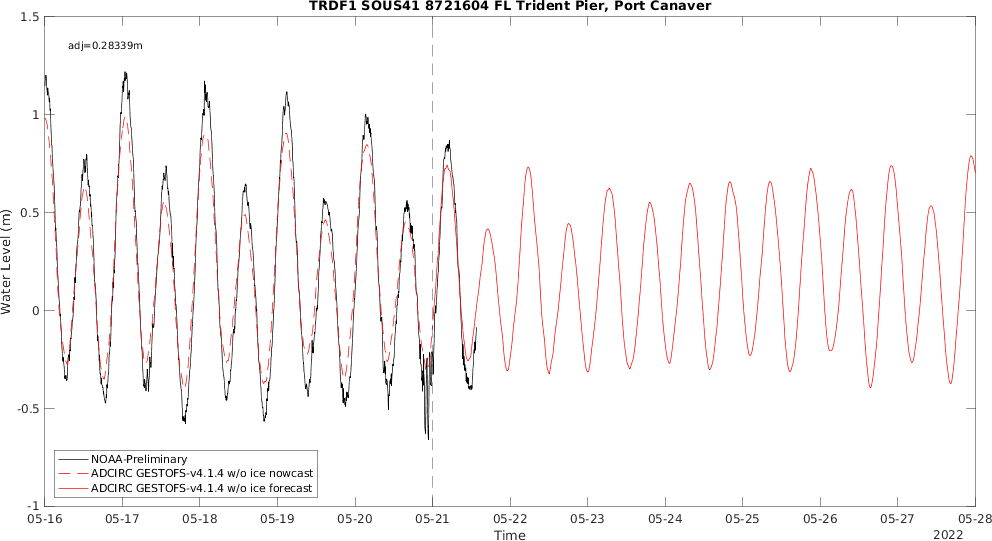 TRDF1 SOUS41 8721604 FL Trident Pier, Port Canaver
1.5
adj=0.28339m
1
0.5
Water Level (m)
0
-0.5
NOAA-Preliminary
ADCIRC GESTOFS-v4.1.4 w/o ice nowcast
ADCIRC GESTOFS-v4.1.4 w/o ice forecast
-1
05-16 05-17 05-18 05-19 05-20 05-21 05-22 05-23 05-24 05-25 05-26 05-27 05-28
Time
2022